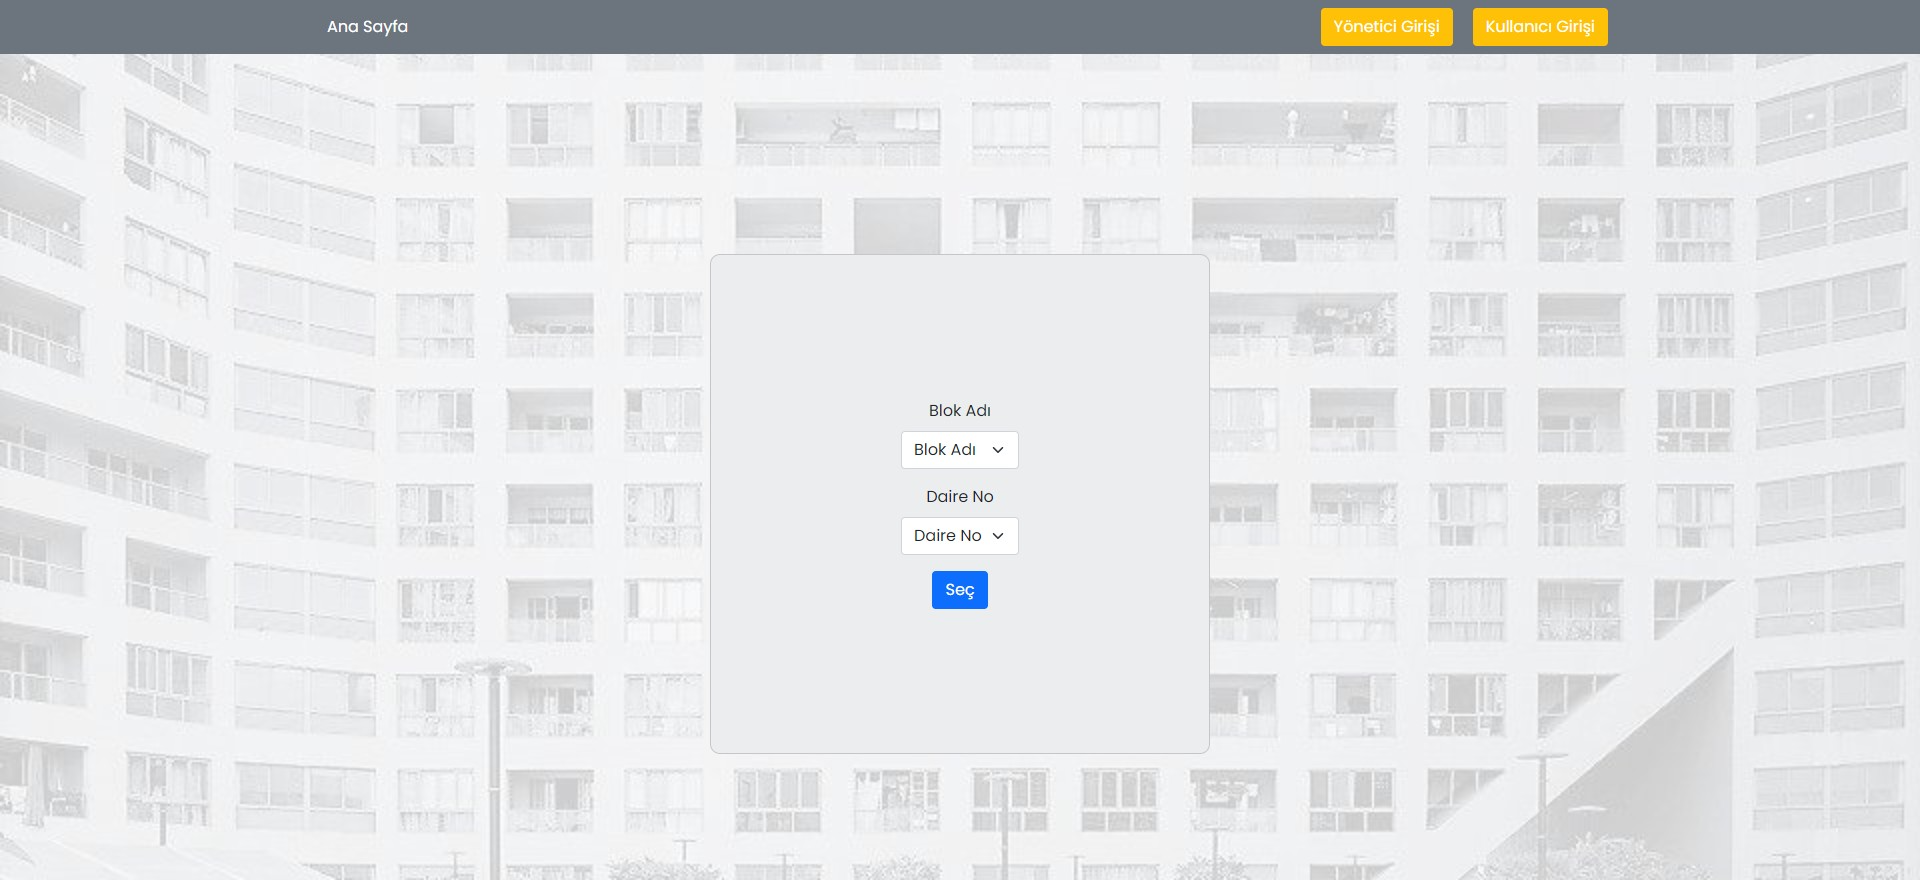 Ana Sayfa
Yönetici Girişi
Kullanıcı Girişi
Blok Adı
Blok Adı
Daire No
Daire No
Seç